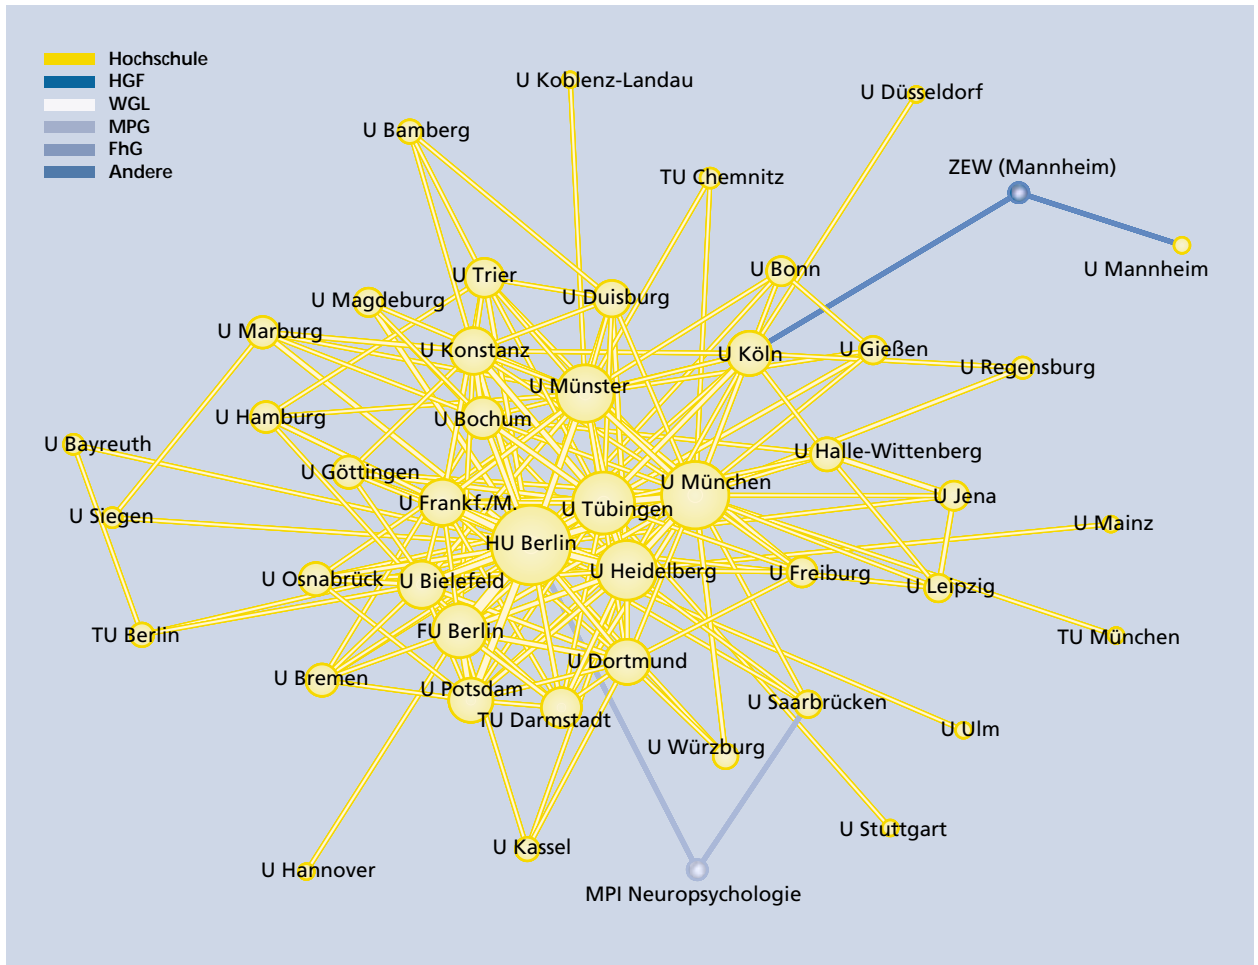 Hochschule
HGF
WGL
MPG
FhG
Andere
U Koblenz-Landau
U Düsseldorf
U Bamberg
ZEW (Mannheim)
TU Chemnitz
U Mannheim
U Bonn
U Trier
U Duisburg
U Magdeburg
U Marburg
U Konstanz
U Köln
U Gießen
U Regensburg
U Münster
U Hamburg
U Bochum
U Bayreuth
U Halle-Wittenberg
U Göttingen
U München
U Frankf./M.
U Tübingen
U Jena
U Siegen
U Mainz
HU Berlin
U Osnabrück
U Bielefeld
U Heidelberg
U Freiburg
U Leipzig
TU Berlin
FU Berlin
TU München
U Dortmund
U Bremen
U Potsdam
U Saarbrücken
TU Darmstadt
U Ulm
U Würzburg
U Stuttgart
U Kassel
U Hannover
MPI Neuropsychologie